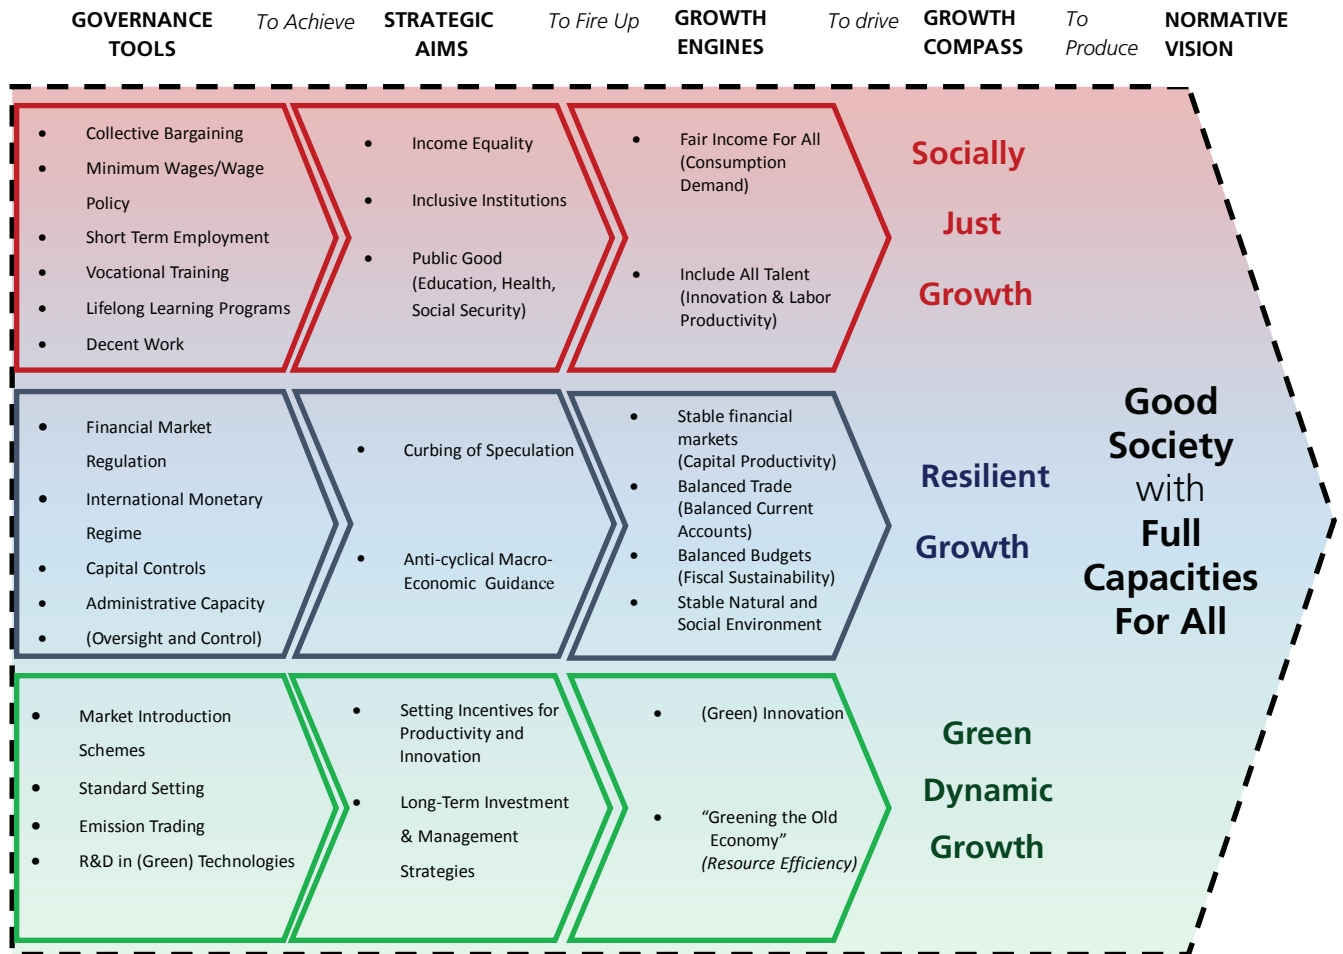 GOVERNANCE
TOOLS
To Achieve
STRATEGIC
AIMS
To Fire Up
GROWTH
ENGINES
To drive
GROWTH
COMPASS
To
Produce
NORMATIVE
VISION
• Collective Bargaining
• Minimum Wages/Wage
Policy
• Short Term Employment
• Vocational Training
• Lifelong Learning Programs
• Decent Work
• Income Equality
• Inclusive Institutions
• Public Good
(Education, Health,
Social Security)
• Fair Income For All
(Consumption
Demand)
• Include All Talent
(Innovation & Labor
Productivity)
Socially
Just
Growth
• Financial Market
Regulation
• International Monetary
Regime
• Capital Controls
• Administrative Capacity
• (Oversight and Control)
• Curbing of Speculation
• Anti-cyclical Macro-
Economic Guidance
• Stable financial
markets
(Capital Productivity)
• Balanced Trade
(Balanced Current
Accounts)
• Balanced Budgets
(Fiscal Sustainability)
• Stable Natural and
Social Environment
Resilient
Growth
• Market Introduction
Schemes
• Standard Setting
• Emission Trading
• R&D in (Green) Technologies
• Setting Incentives for
Productivity and
Innovation
• Long-Term Investment
& Management
Strategies
• (Green) Innovation
• “Greening the Old
Economy”
(Resource Efficiency)
Green
Dynamic
Growth
Good
Society
with
Full
Capacities
For All